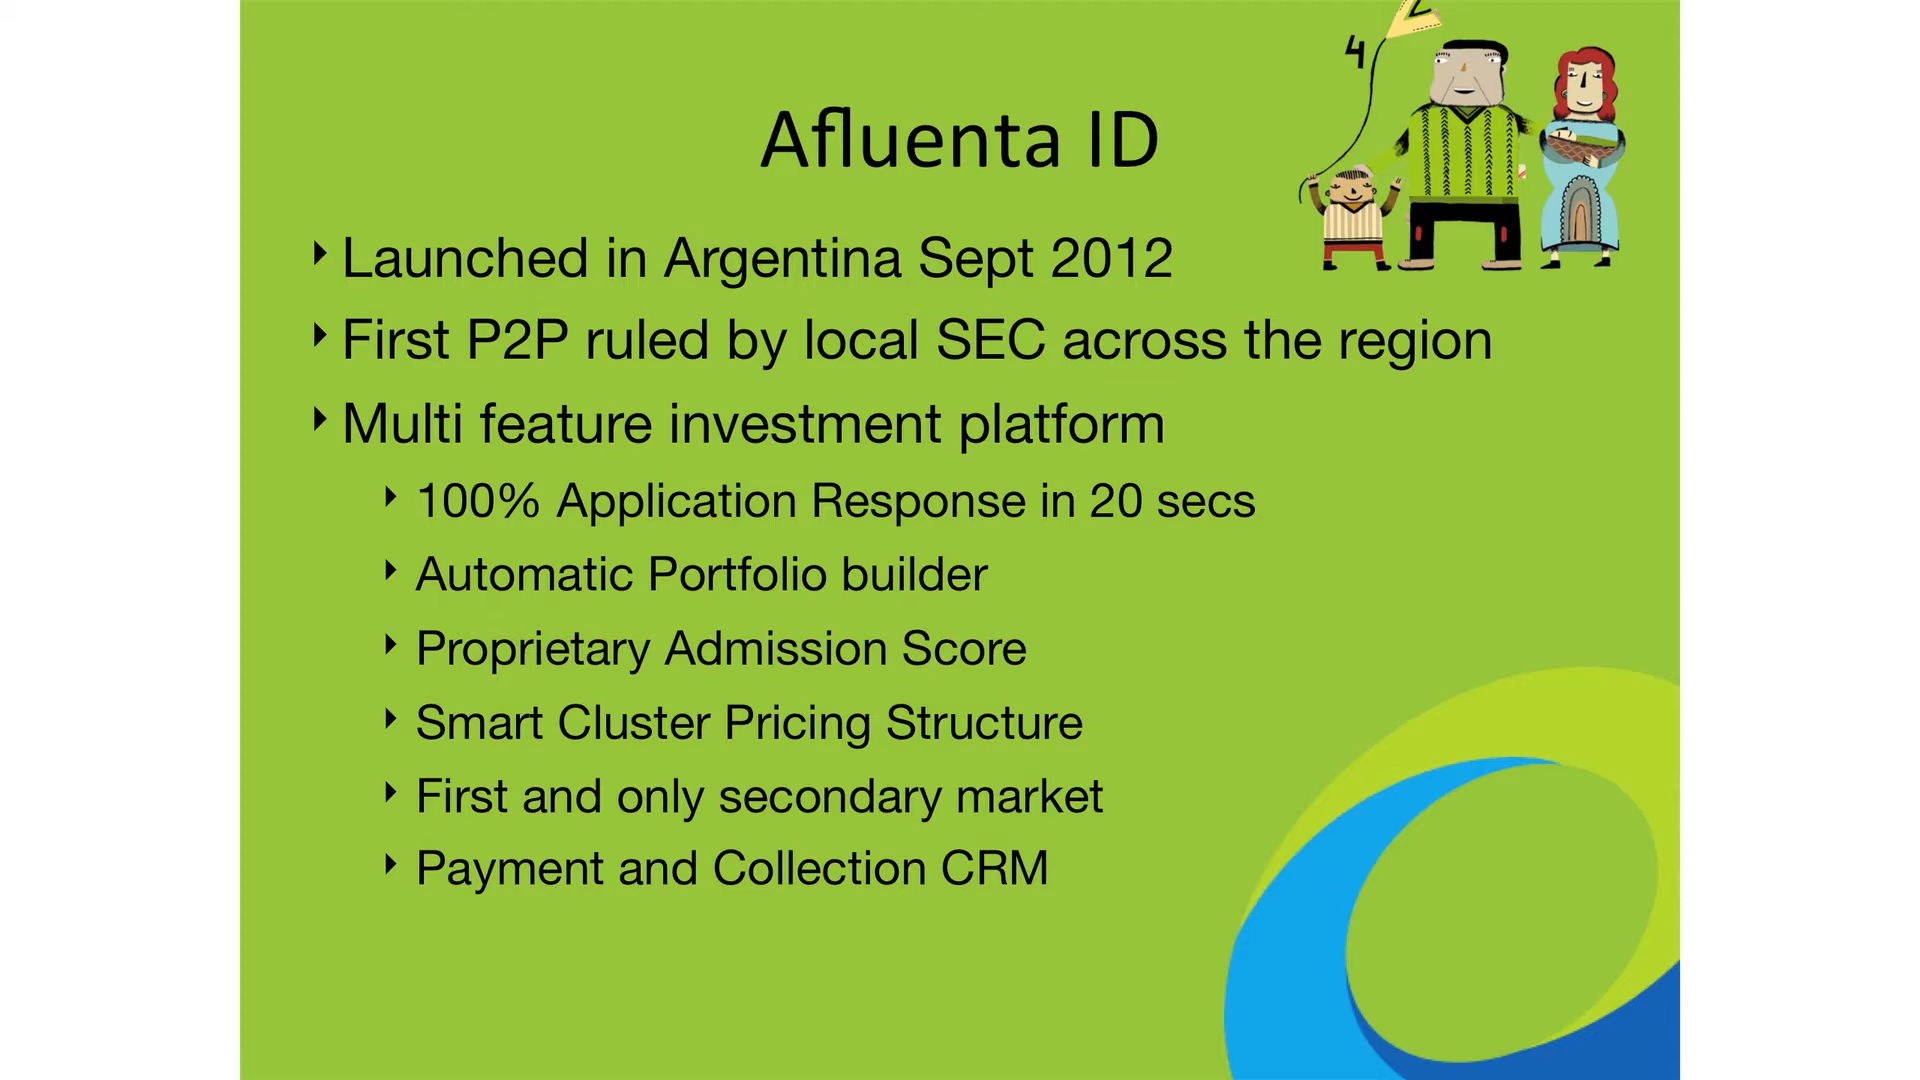 4
Afluenta ID
Launched in Argentina Sept 2012
First P2P ruled by local SEC across the region
Multi feature investment platform
100% Application Response in 20 secs
Automatic Portfolio builder
Proprietary Admission Score
Smart Cluster Pricing Structure
First and only secondary market
Payment and Collection CRM